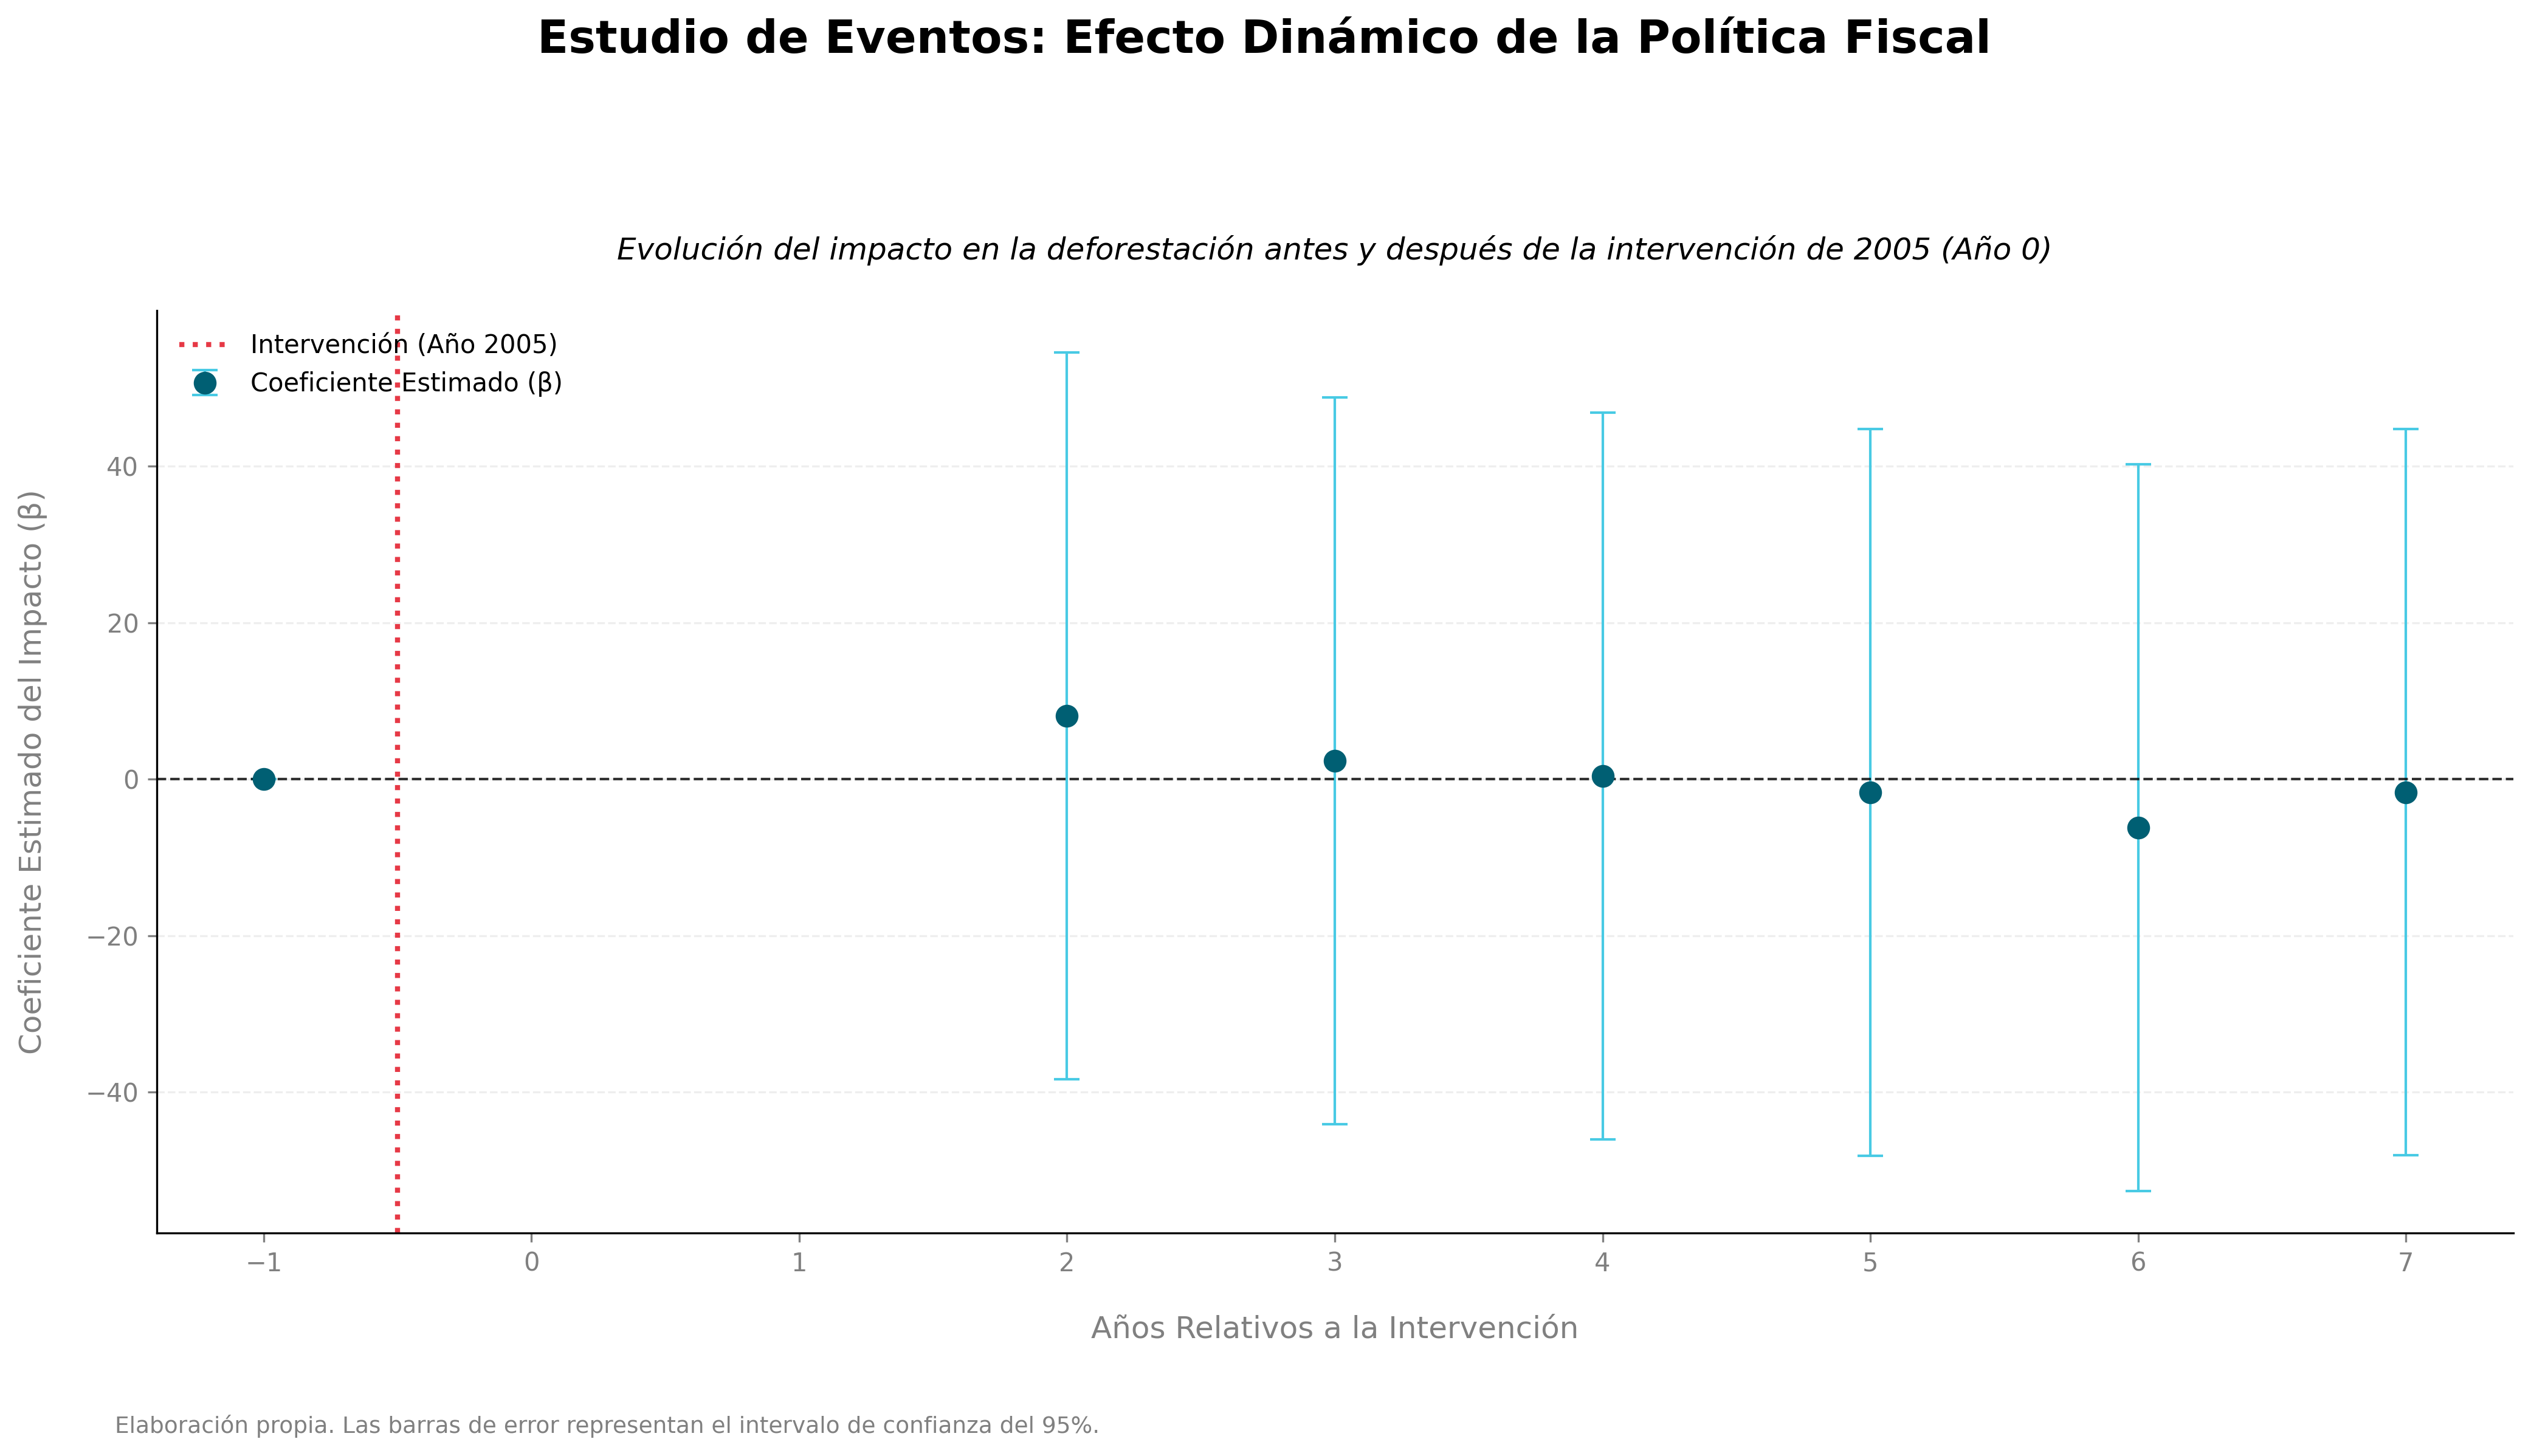 Estudio de Eventos: Efecto Dinámico de la Política Fiscal
Evolución del impacto en la deforestación antes y después de la intervención de 2005 (Año 0)
Intervención (Año 2005)
Coeficiente Estimado (β)
Coeficiente Estimado del Impacto (β)
40
20
0
−20
−40
−1 0 1 2 3 4 5 6 7
Años Relativos a la Intervención
Elaboración propia. Las barras de error representan el intervalo de confianza del 95%.